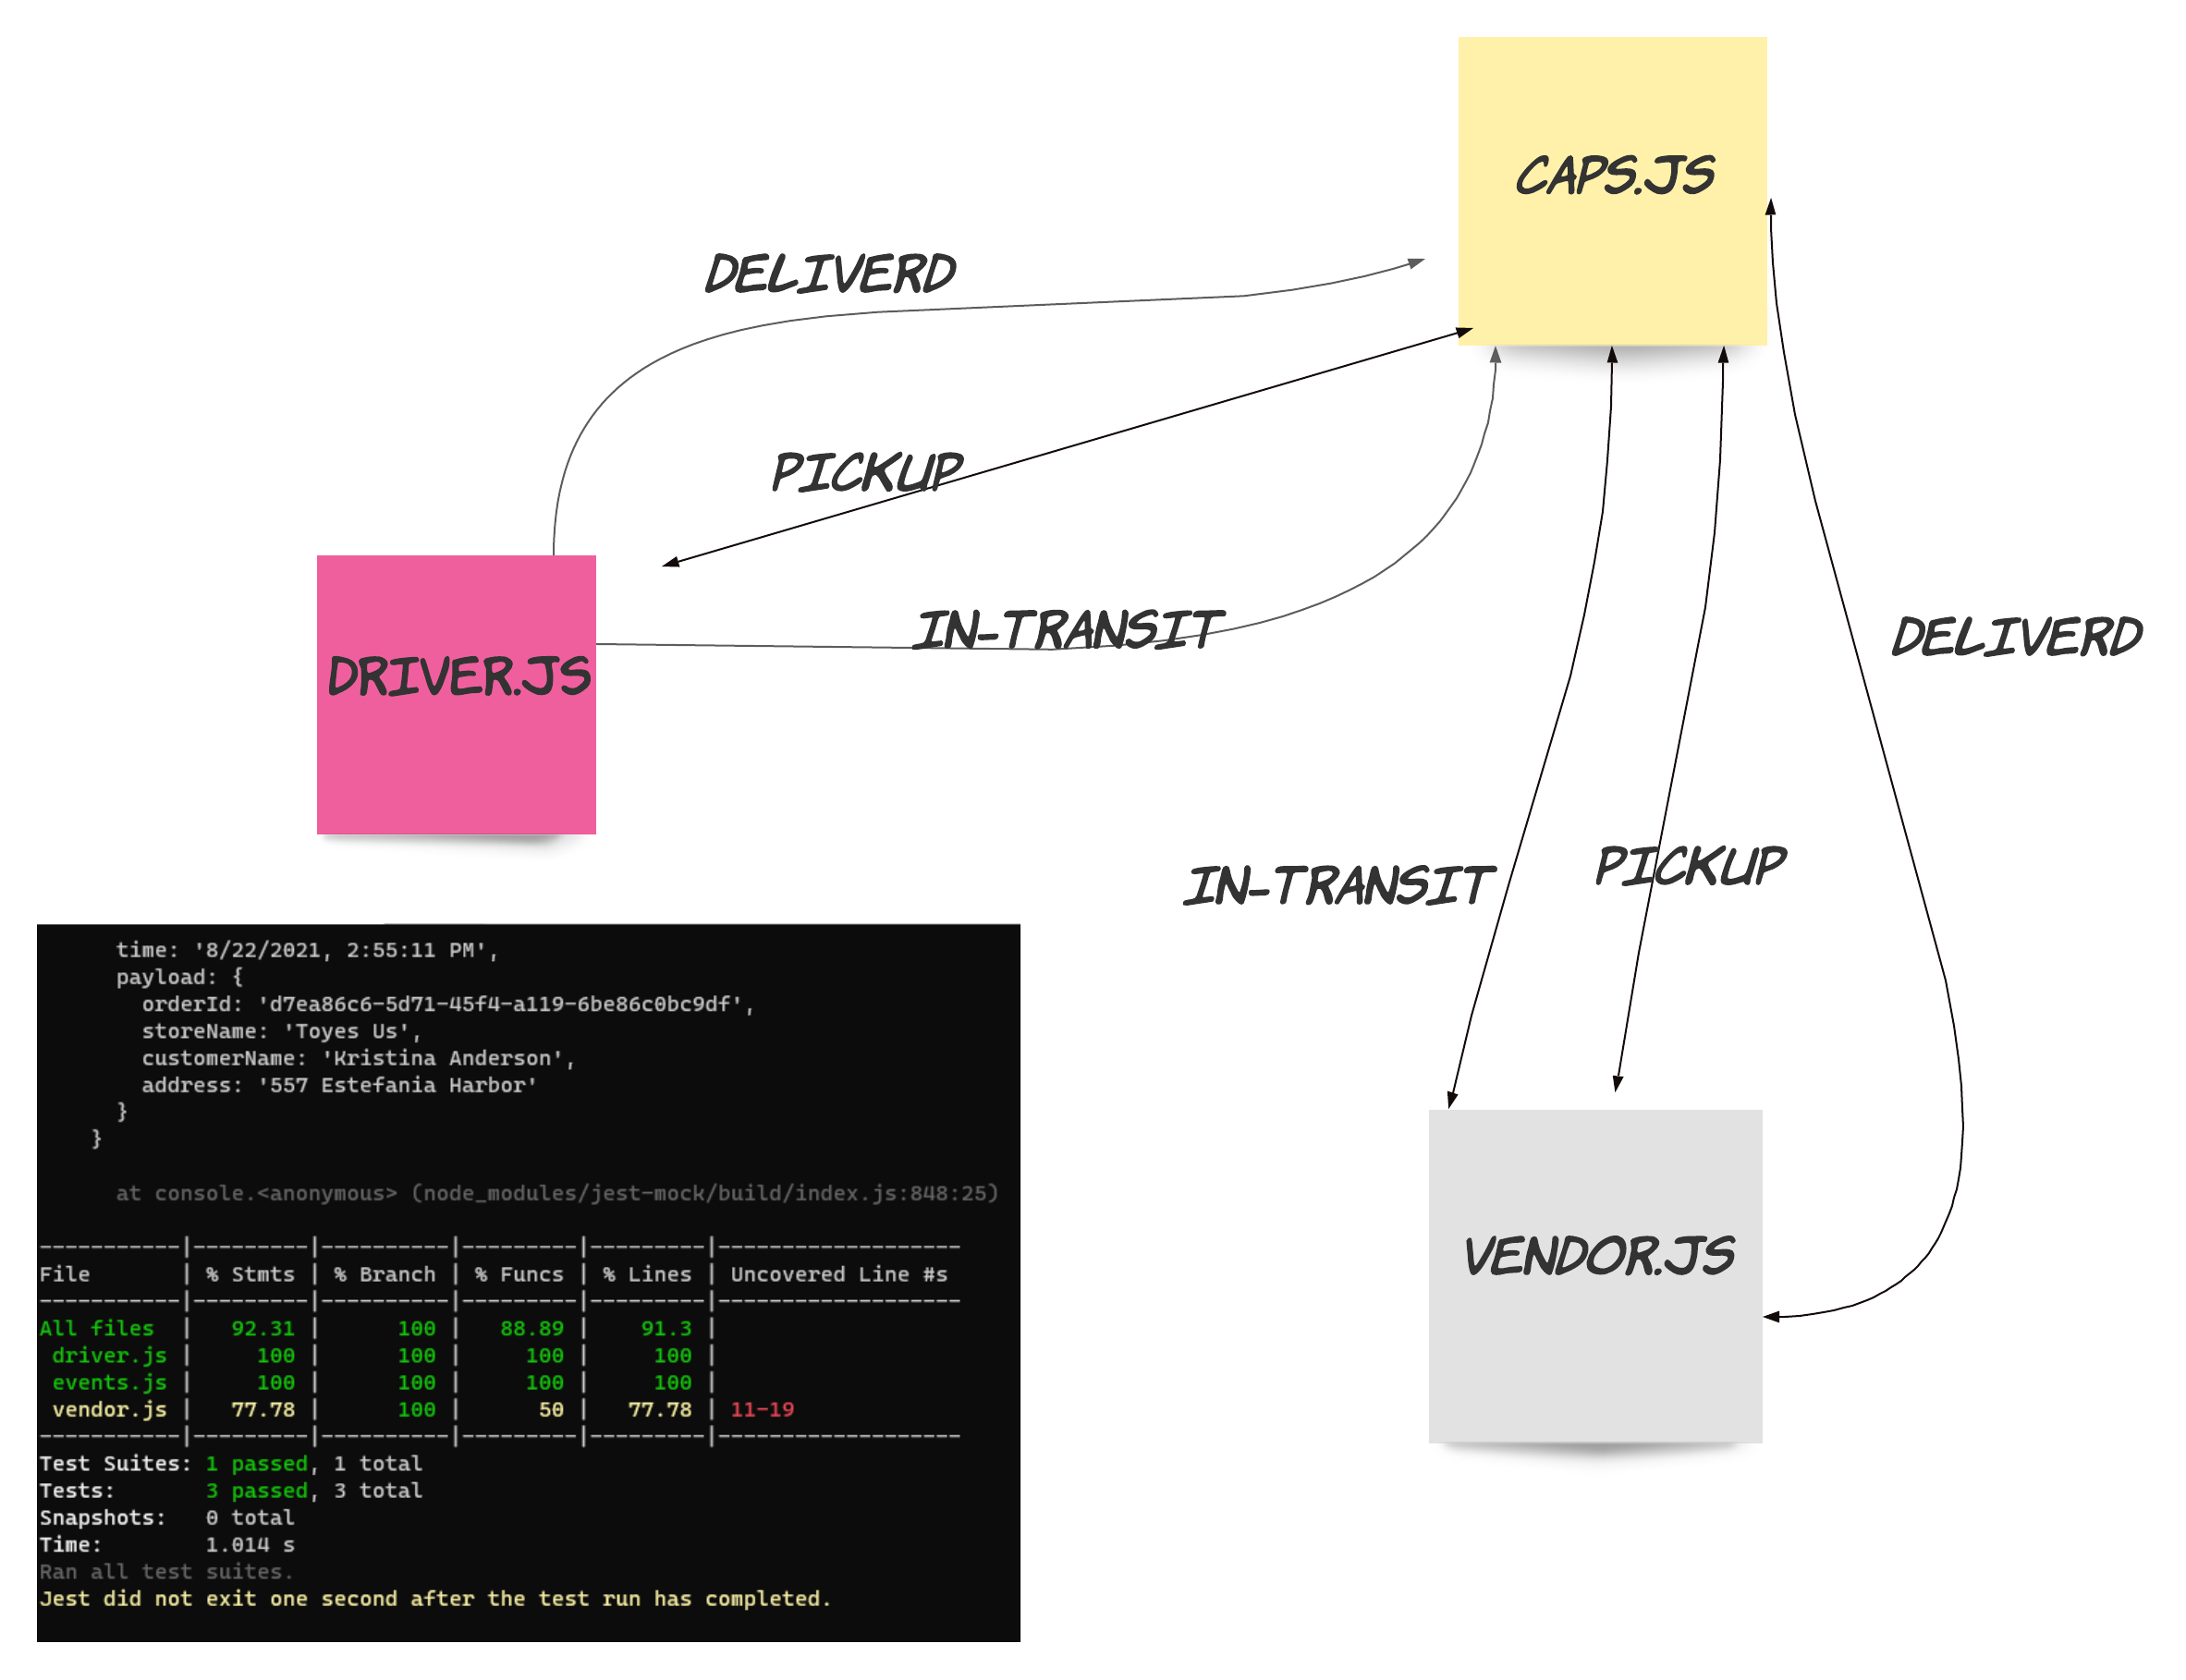 CAPS.JS
DELIVERD
PICKUP
IN-TRANSIT
DRIVER.JS
DELIVERD
IN-TRANSIT
PICKUP
VENDOR.JS
time: '8/22/2021, 2:55:11 PM',
payload: {
orderId: 'd7ea86c6-5d71-45f4-a119-6be86c0bc9df',
storeName: 'Toyes Us',
customerName: 'Kristina Anderson',
address: '557 Estefania Harbor'
}
}
at console.<anonymous> (node_modules/jest-mock/build/index.js:848:25)
-----------|---------|----------|---------|---------|-------------------
File | % Stmts | % Branch | % Funcs | % Lines | Uncovered Line #s
-----------|---------|----------|---------|---------|-------------------
All files | 92.31 | 100 | 88.89 | 91.3 |
driver.js | 100 | 100 | 100 | 100 |
events.js | 100 | 100 | 100 | 100 |
vendor.js | 77.78 | 100 | 50 | 77.78 | 11-19
-----------|---------|----------|---------|---------|-------------------
Test Suites: 1 passed, 1 total
Tests: 3 passed, 3 total
Snapshots: 0 total
Time: 1.014 s
Ran all test suites.
Jest did not exit one second after the test run has completed.